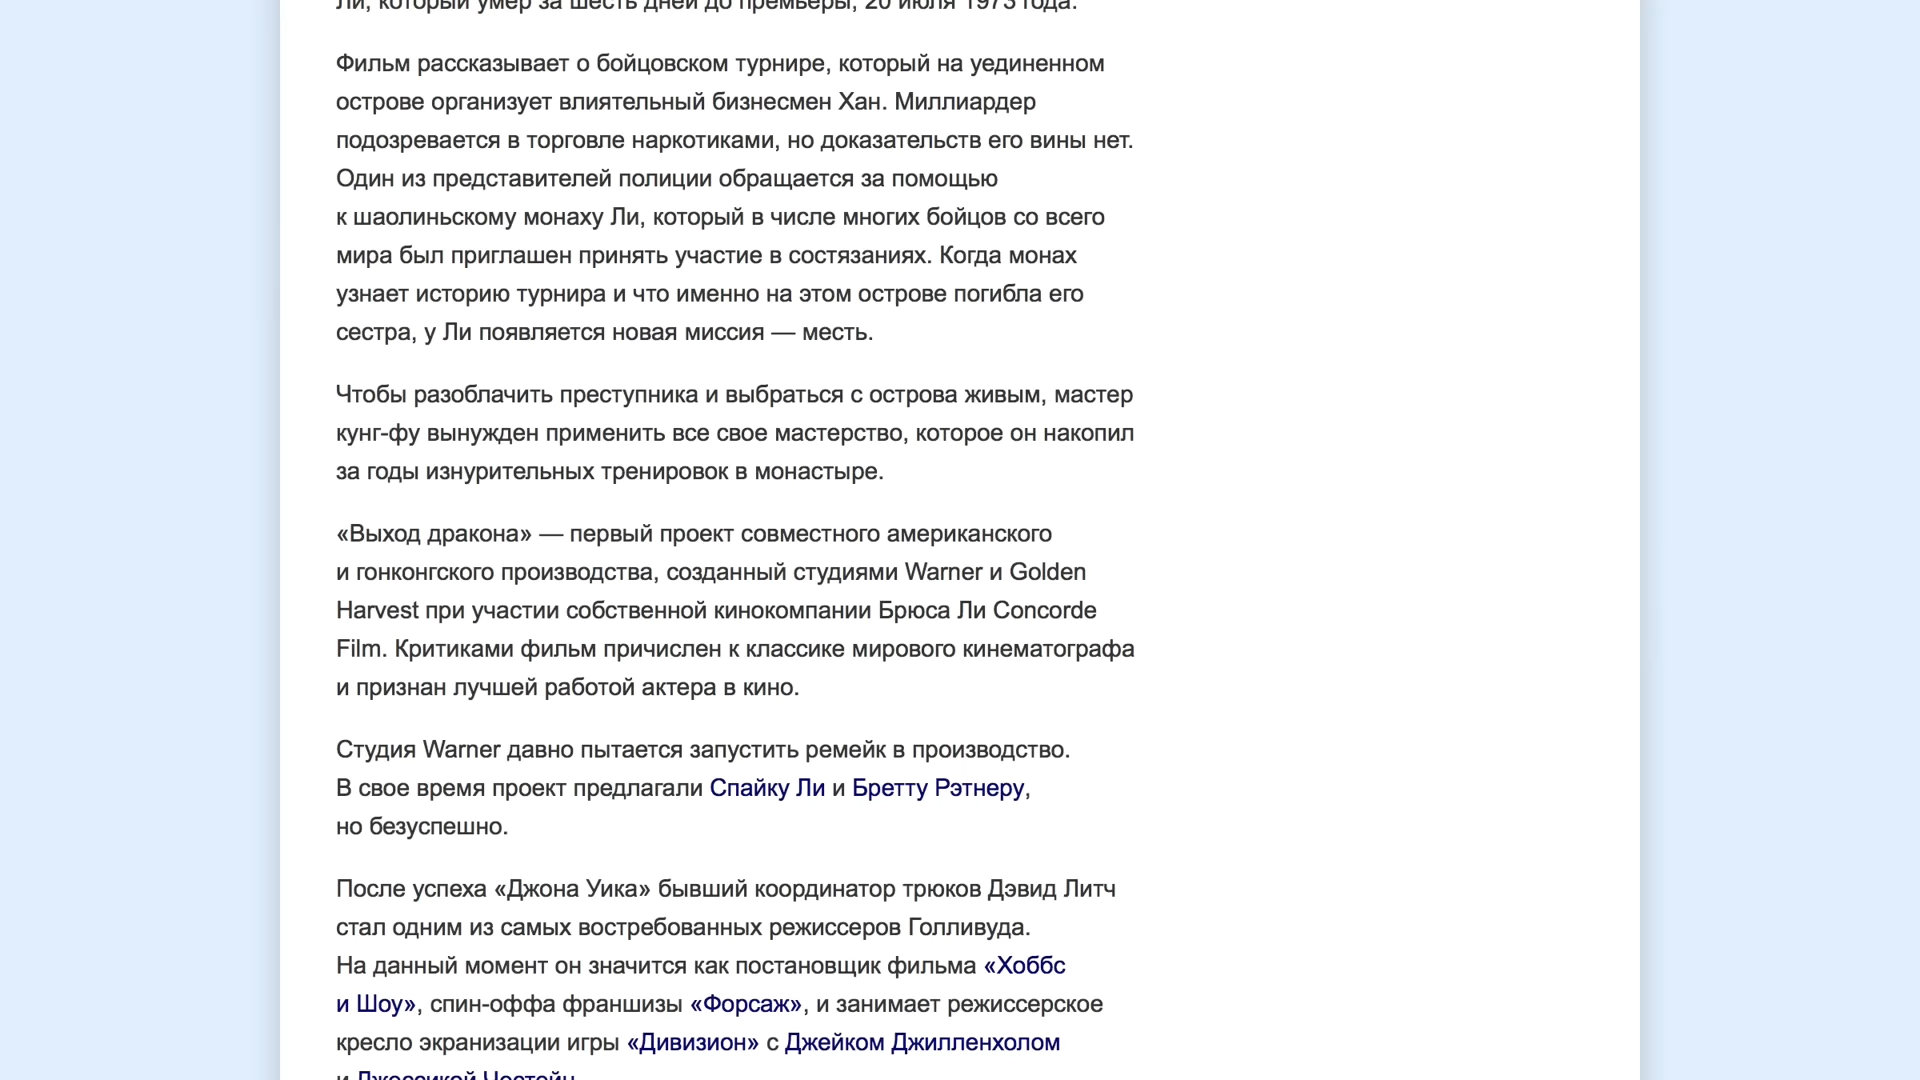 Ли, который умер за шесть дней до премьеры, 20 июля 1973 года.
Фильм рассказывает о бойцовском турнире, который на уединенном
острове организует влиятельный бизнесмен Хан. Миллиардер
подозревается в торговле наркотиками, но доказательств его вины нет.
Один из представителей полиции обращается за помощью
к шаолиньскому монаху Ли, который в числе многих бойцов со всего
мира был приглашен принять участие в состязаниях. Когда монах
узнает историю турнира и что именно на этом острове погибла его
сестра, у Ли появляется новая миссия — месть.
Чтобы разоблачить преступника и выбраться с острова живым, мастер
кунг-фу вынужден применить все свое мастерство, которое он накопил
за годы изнурительных тренировок в монастыре.
«Выход дракона» — первый проект совместного американского
и гонконгского производства, созданный студиями Warner и Golden
Harvest при участии собственной кинокомпании Брюса Ли Concorde
Film. Критиками фильм причислен к классике мирового кинематографа
и признан лучшей работой актера в кино.
Студия Warner давно пытается запустить ремейк в производство.
В свое время проект предлагали Спайку Ли и Бретту Рэтнеру,
но безуспешно.
После успеха «Джона Уика» бывший координатор трюков Дэвид Литч
стал одним из самых востребованных режиссеров Голливуда.
На данный момент он значится как постановщик фильма «Хоббс
и Шоу», спин-оффа франшизы «Форсаж», и занимает режиссерское
кресло экранизации игры «Дивизион» с Джейком Джилленхолом
и Джессикой Честейн.